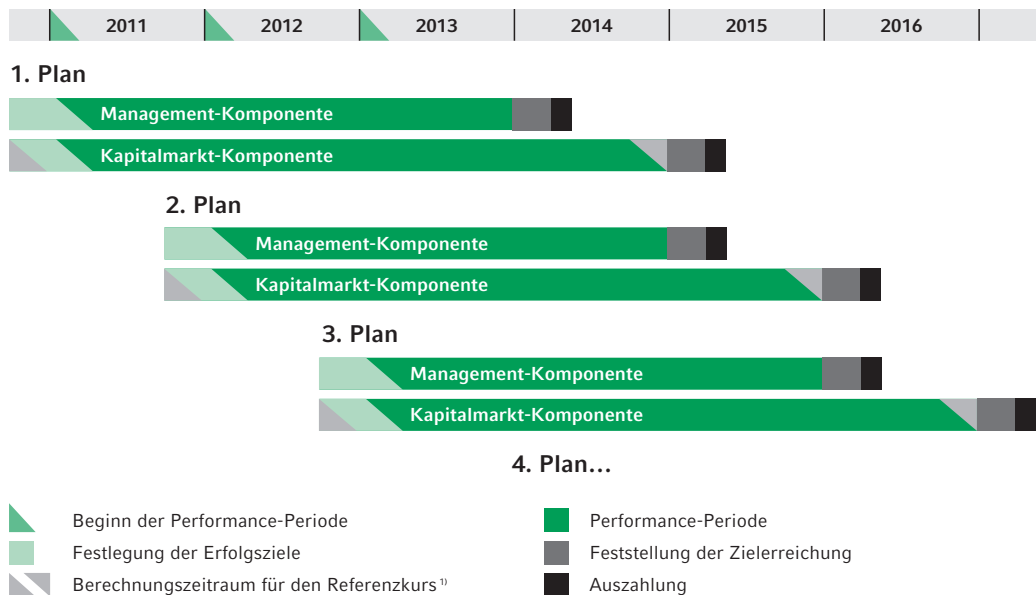 2011 2012 2013 2014 2015 2016
1. Plan
Management-Komponente
Kapitalmarkt-Komponente
2. Plan
Management-Komponente
Kapitalmarkt-Komponente
3. Plan
Management-Komponente
Kapitalmarkt-Komponente
4. Plan…
Beginn der Performance-Periode
Festlegung der Erfolgsziele
Berechnungszeitraum für den Referenzkurs ¹⁾
Performance-Periode
Feststellung der Zielerreichung
Auszahlung